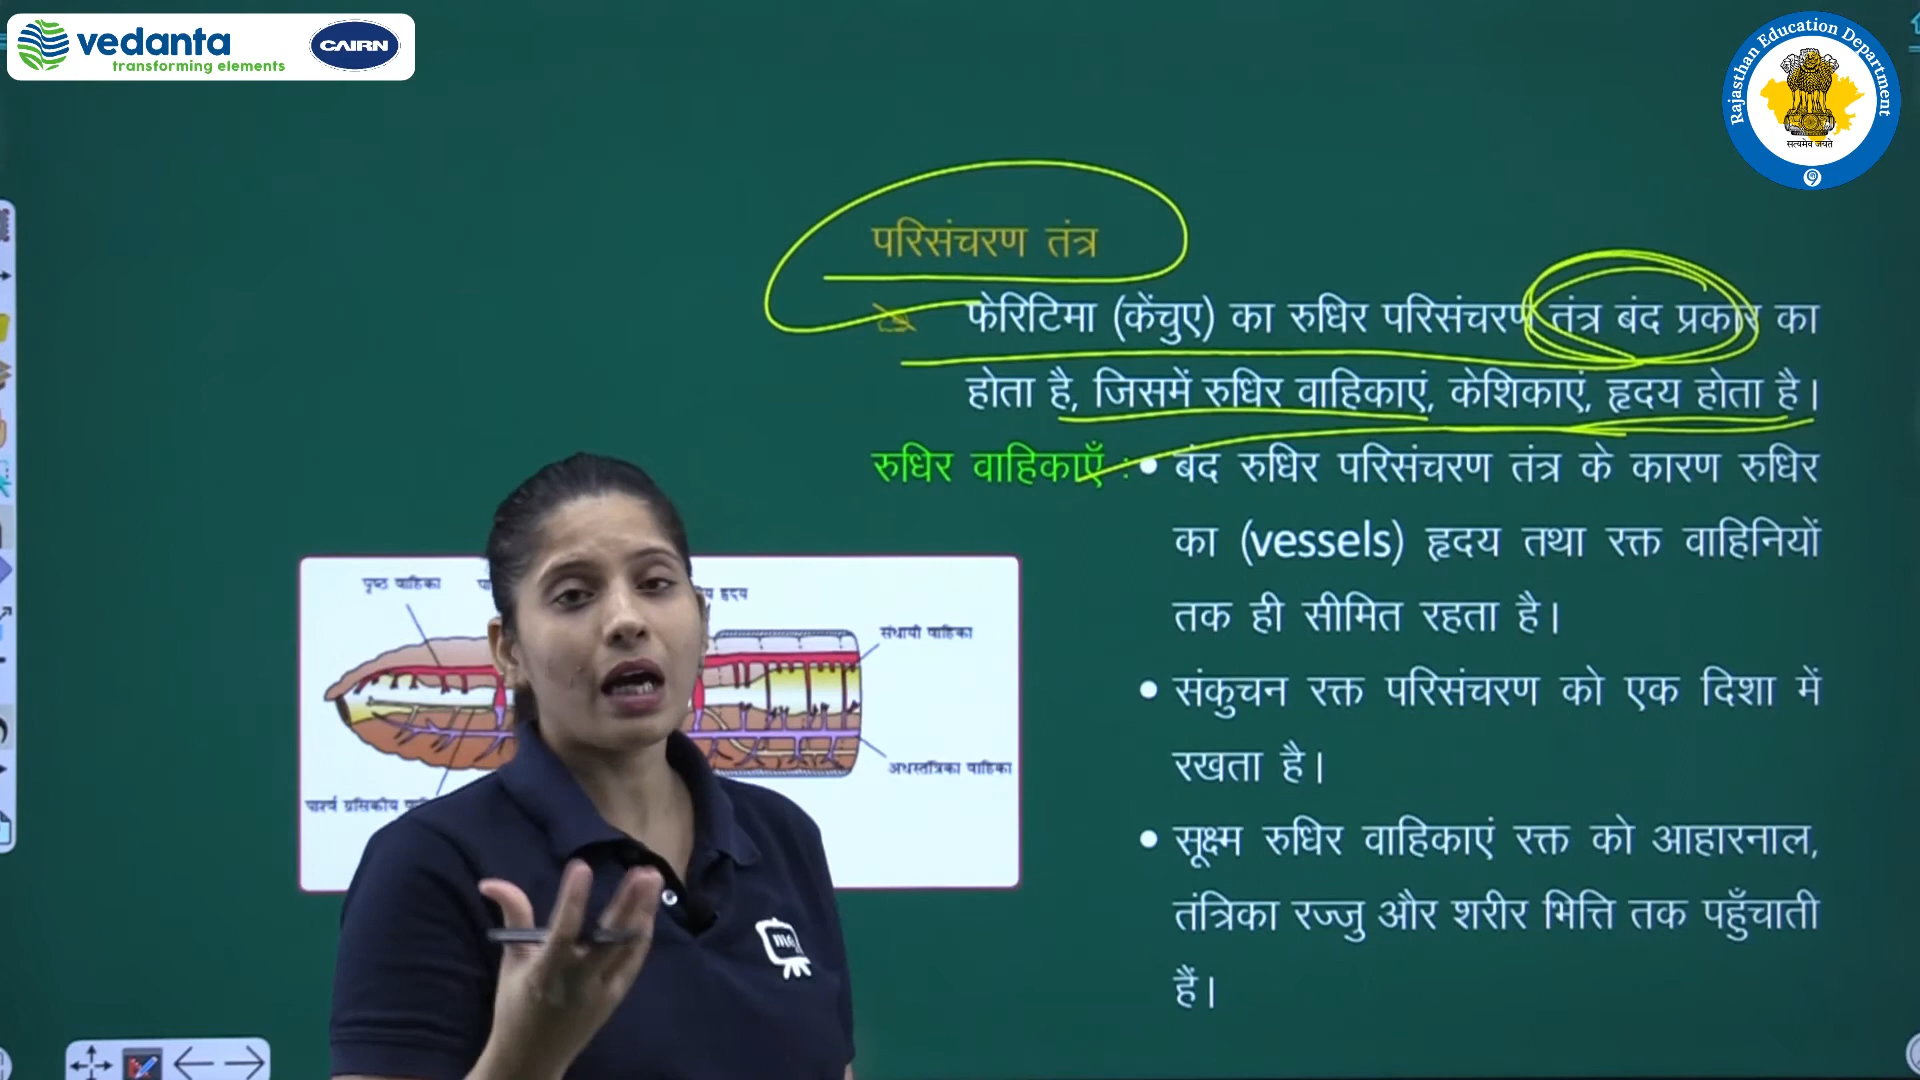 vedanta
transforming elements
CAIRN
Rajasthan Education Department
सत्यमेव जयते
परिसंचरण तंत्र
फेरिटिमा (केंचुए) का रुधिर परिसंचरण तंत्र बंद प्रकार का
होता है, जिसमें रुधिर वाहिकाएं, केशिकाएं, हृदय होता है।
रुधिर वाहिकाएँ : • बंद रुधिर परिसंचरण तंत्र के कारण रुधिर
का (vessels) हृदय तथा रक्त वाहिनियों
तक ही सीमित रहता है।
• संकुचन रक्त परिसंचरण को एक दिशा में
रखता है।
• सूक्ष्म रुधिर वाहिकाएं रक्त को आहारनाल,
तंत्रिका रज्जु और शरीर भित्ति तक पहुँचाती
हैं।
पृष्ठ वाहिका
हृदय
संधायी वाहिका
अधस्तंत्रिका वाहिका
पार्श्व ग्रसिकीय